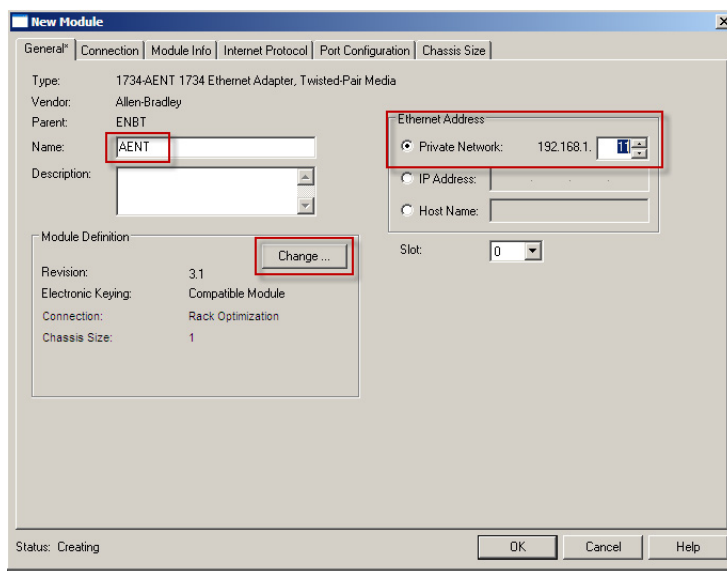 New Module
General* Connection Module Info Internet Protocol Port Configuration Chassis Size
Type: 1734-AENT 1734 Ethernet Adapter, Twisted-Pair Media
Vendor: Allen-Bradley
Parent: ENBT
Name: AENT
Description:
Ethernet Address
Private Network: 192.168.1. 11
IP Address: . . .
Host Name:
Slot: 0
Module Definition
Change ...
Revision: 3.1
Electronic Keying: Compatible Module
Connection: Rack Optimization
Chassis Size: 1
Status: Creating
OK Cancel Help